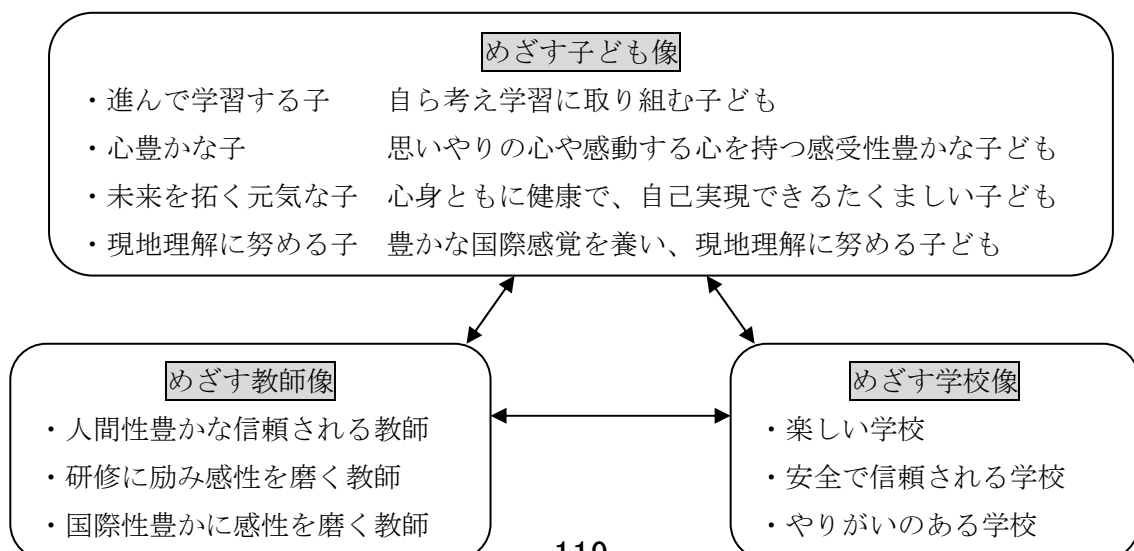 めざす子ども像
・進んで学習する子 自ら考え学習に取り組む子ども
・心豊かな子 思いやりの心や感動する心を持つ感受性豊かな子ども
・未来を拓く元気な子 心身ともに健康で、自己実現できるたくましい子ども
・現地理解に努める子 豊かな国際感覚を養い、現地理解に努める子ども
めざす教師像
・人間性豊かな信頼される教師
・研修に励み感性を磨く教師
・国際性豊かに感性を磨く教師
めざす学校像
・楽しい学校
・安全で信頼される学校
・やりがいのある学校